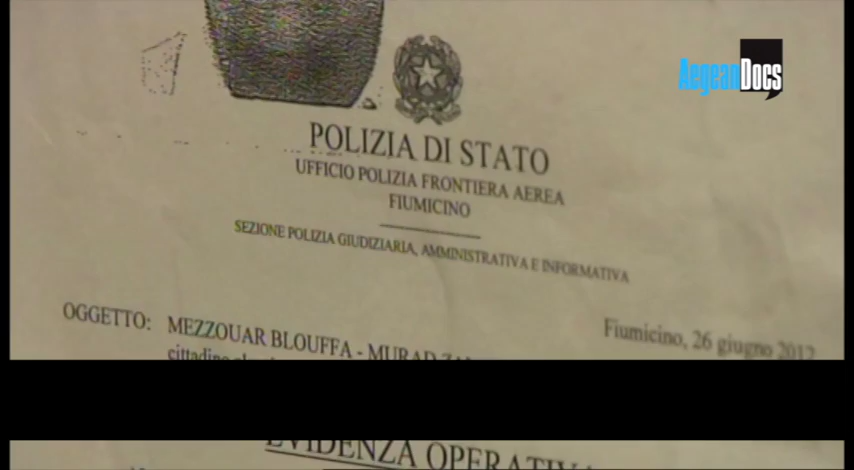 AegeanDocs
POLIZIA DI STATO
UFFICIO POLIZIA FRONTIERA AEREA
FIUMICINO
SEZIONE POLIZIA GIUDIZIARIA, AMMINISTRATIVA E INFORMATIVA
Fiumicino, 26 giugno 2012
OGGETTO: MEZZOUAR BLOUFFA - MURAD
cittadino
EVIDENZA OPERATIVA